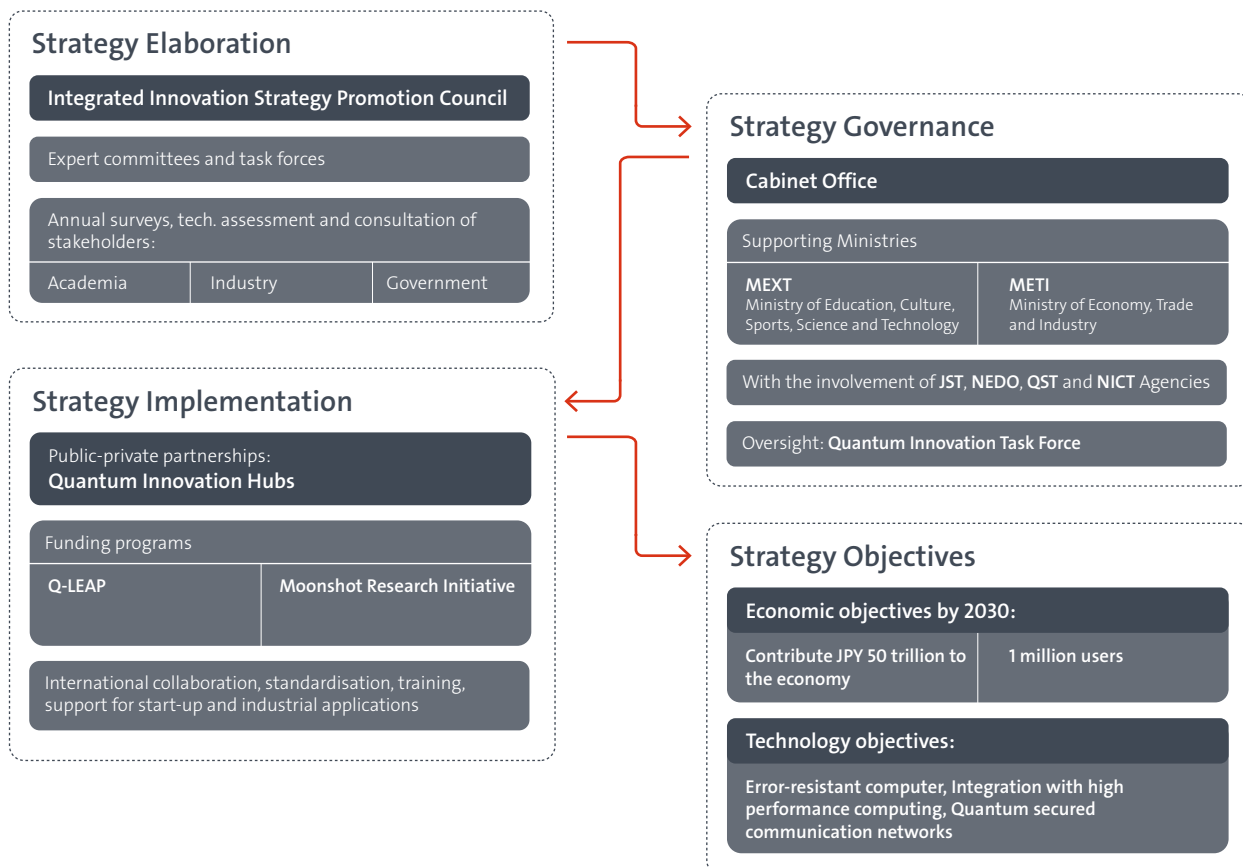 Strategy Elaboration
Integrated Innovation Strategy Promotion Council
Expert committees and task forces
Annual surveys, tech. assessment and consultation of
stakeholders:
Academia
Industry
Government
Strategy Governance
Cabinet Office
Supporting Ministries
MEXT
Ministry of Education, Culture,
Sports, Science and Technology
METI
Ministry of Economy, Trade
and Industry
With the involvement of JST, NEDO, QST and NICT Agencies
Oversight: Quantum Innovation Task Force
Strategy Implementation
Public-private partnerships:
Quantum Innovation Hubs
Funding programs
Q-LEAP
Moonshot Research Initiative
International collaboration, standardisation, training,
support for start-up and industrial applications
Strategy Objectives
Economic objectives by 2030:
Contribute JPY 50 trillion to
the economy
1 million users
Technology objectives:
Error-resistant computer, Integration with high
performance computing, Quantum secured
communication networks